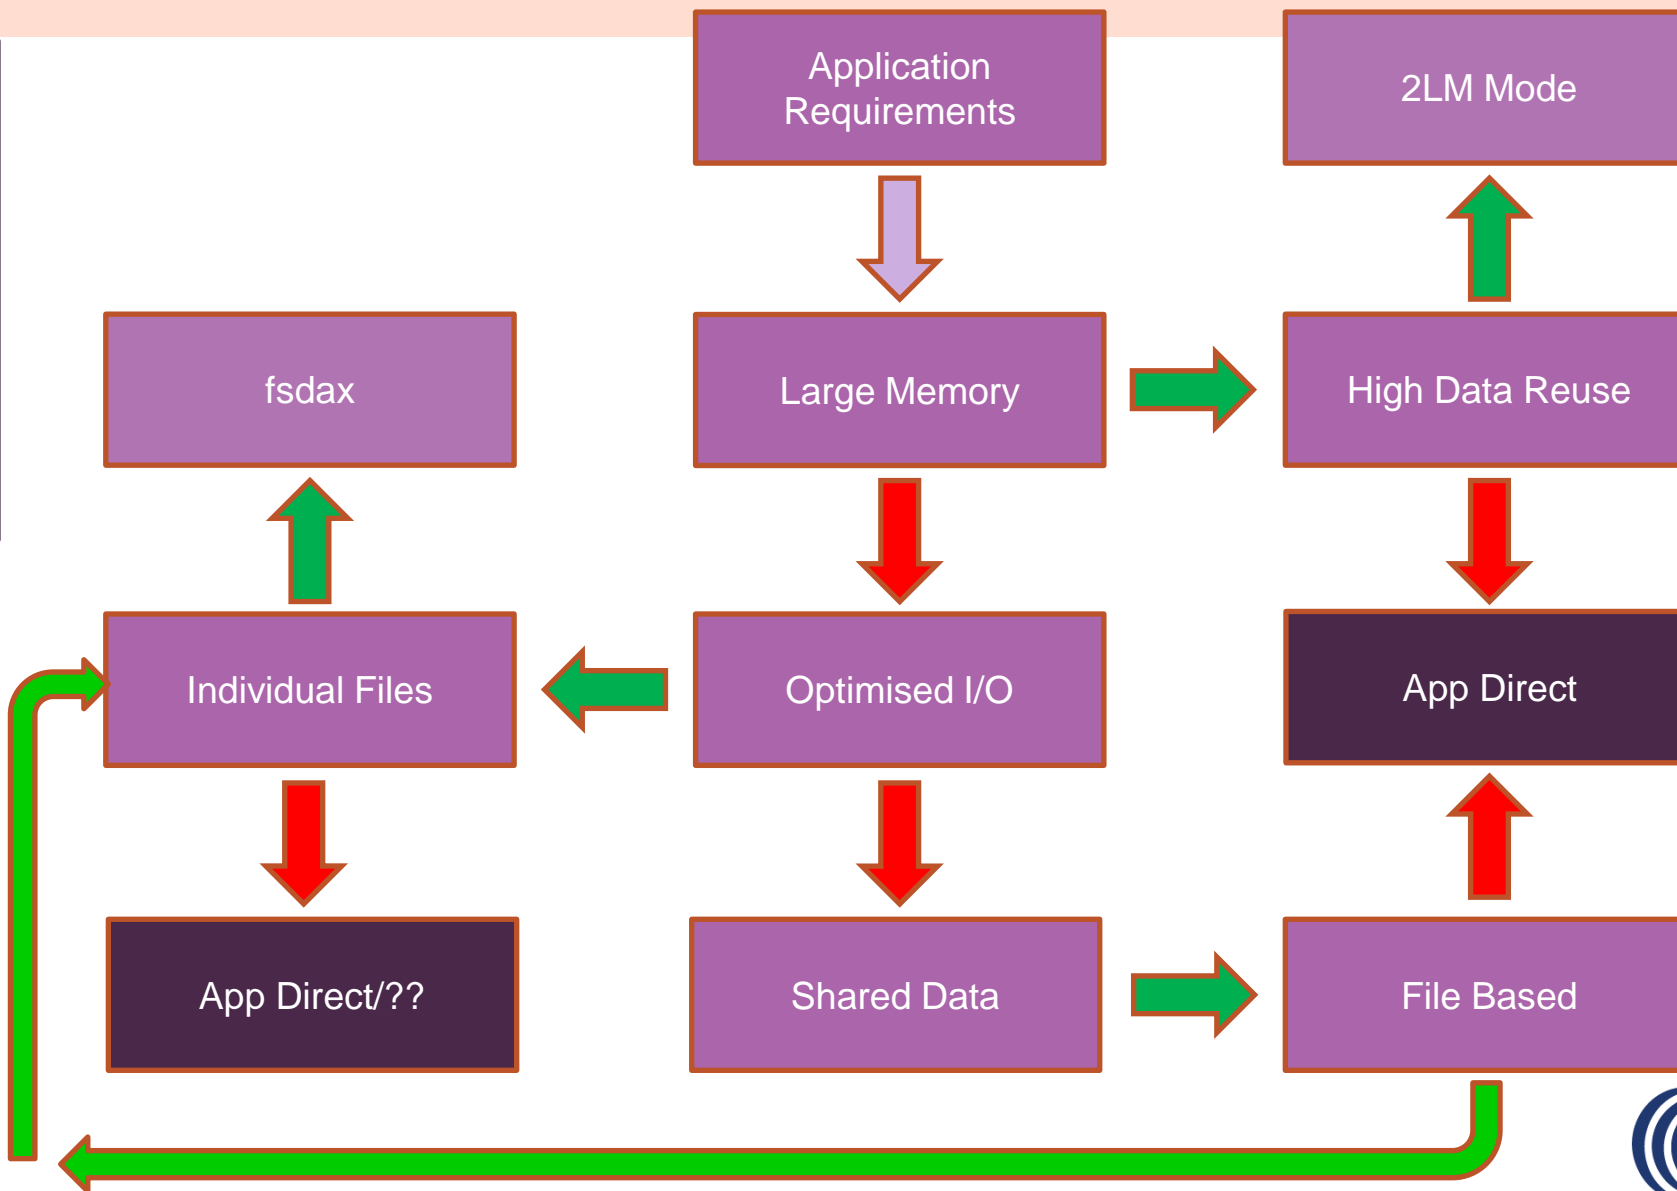 Application
Requirements
2LM Mode
fsdax
Large Memory
High Data Reuse
Individual Files
Optimised I/O
App Direct
App Direct/??
Shared Data
File Based